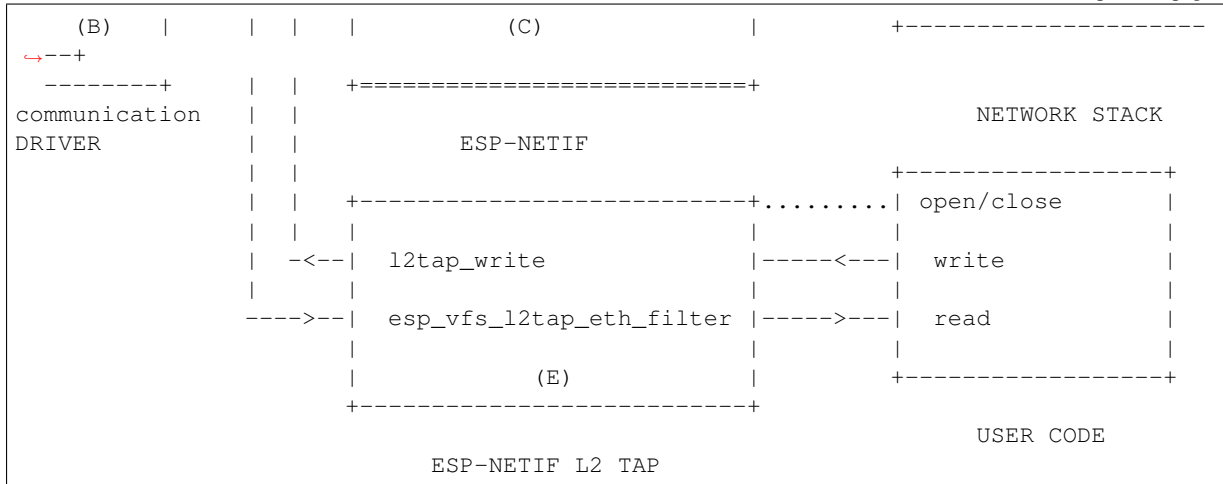 (B)    |     |  |   |           (C)              |         +---------------------
↪--+
  --------+      |  |   +===========================+
communication    |  |                                                NETWORK STACK
DRIVER           |  |           ESP-NETIF
                 |  |                                         +------------------+
                 |  |   +---------------------------+.........| open/close       |
                 |  |   |                           |         |                  |
                 |  -<--|  l2tap_write              |-----<---|  write           |
                 |      |                           |         |                  |
                 ---->--|  esp_vfs_l2tap_eth_filter |----->---|  read            |
                        |                           |         |                  |
                        |            (E)            |         +------------------+
                        +---------------------------+
                                                                   USER CODE
                              ESP-NETIF L2 TAP